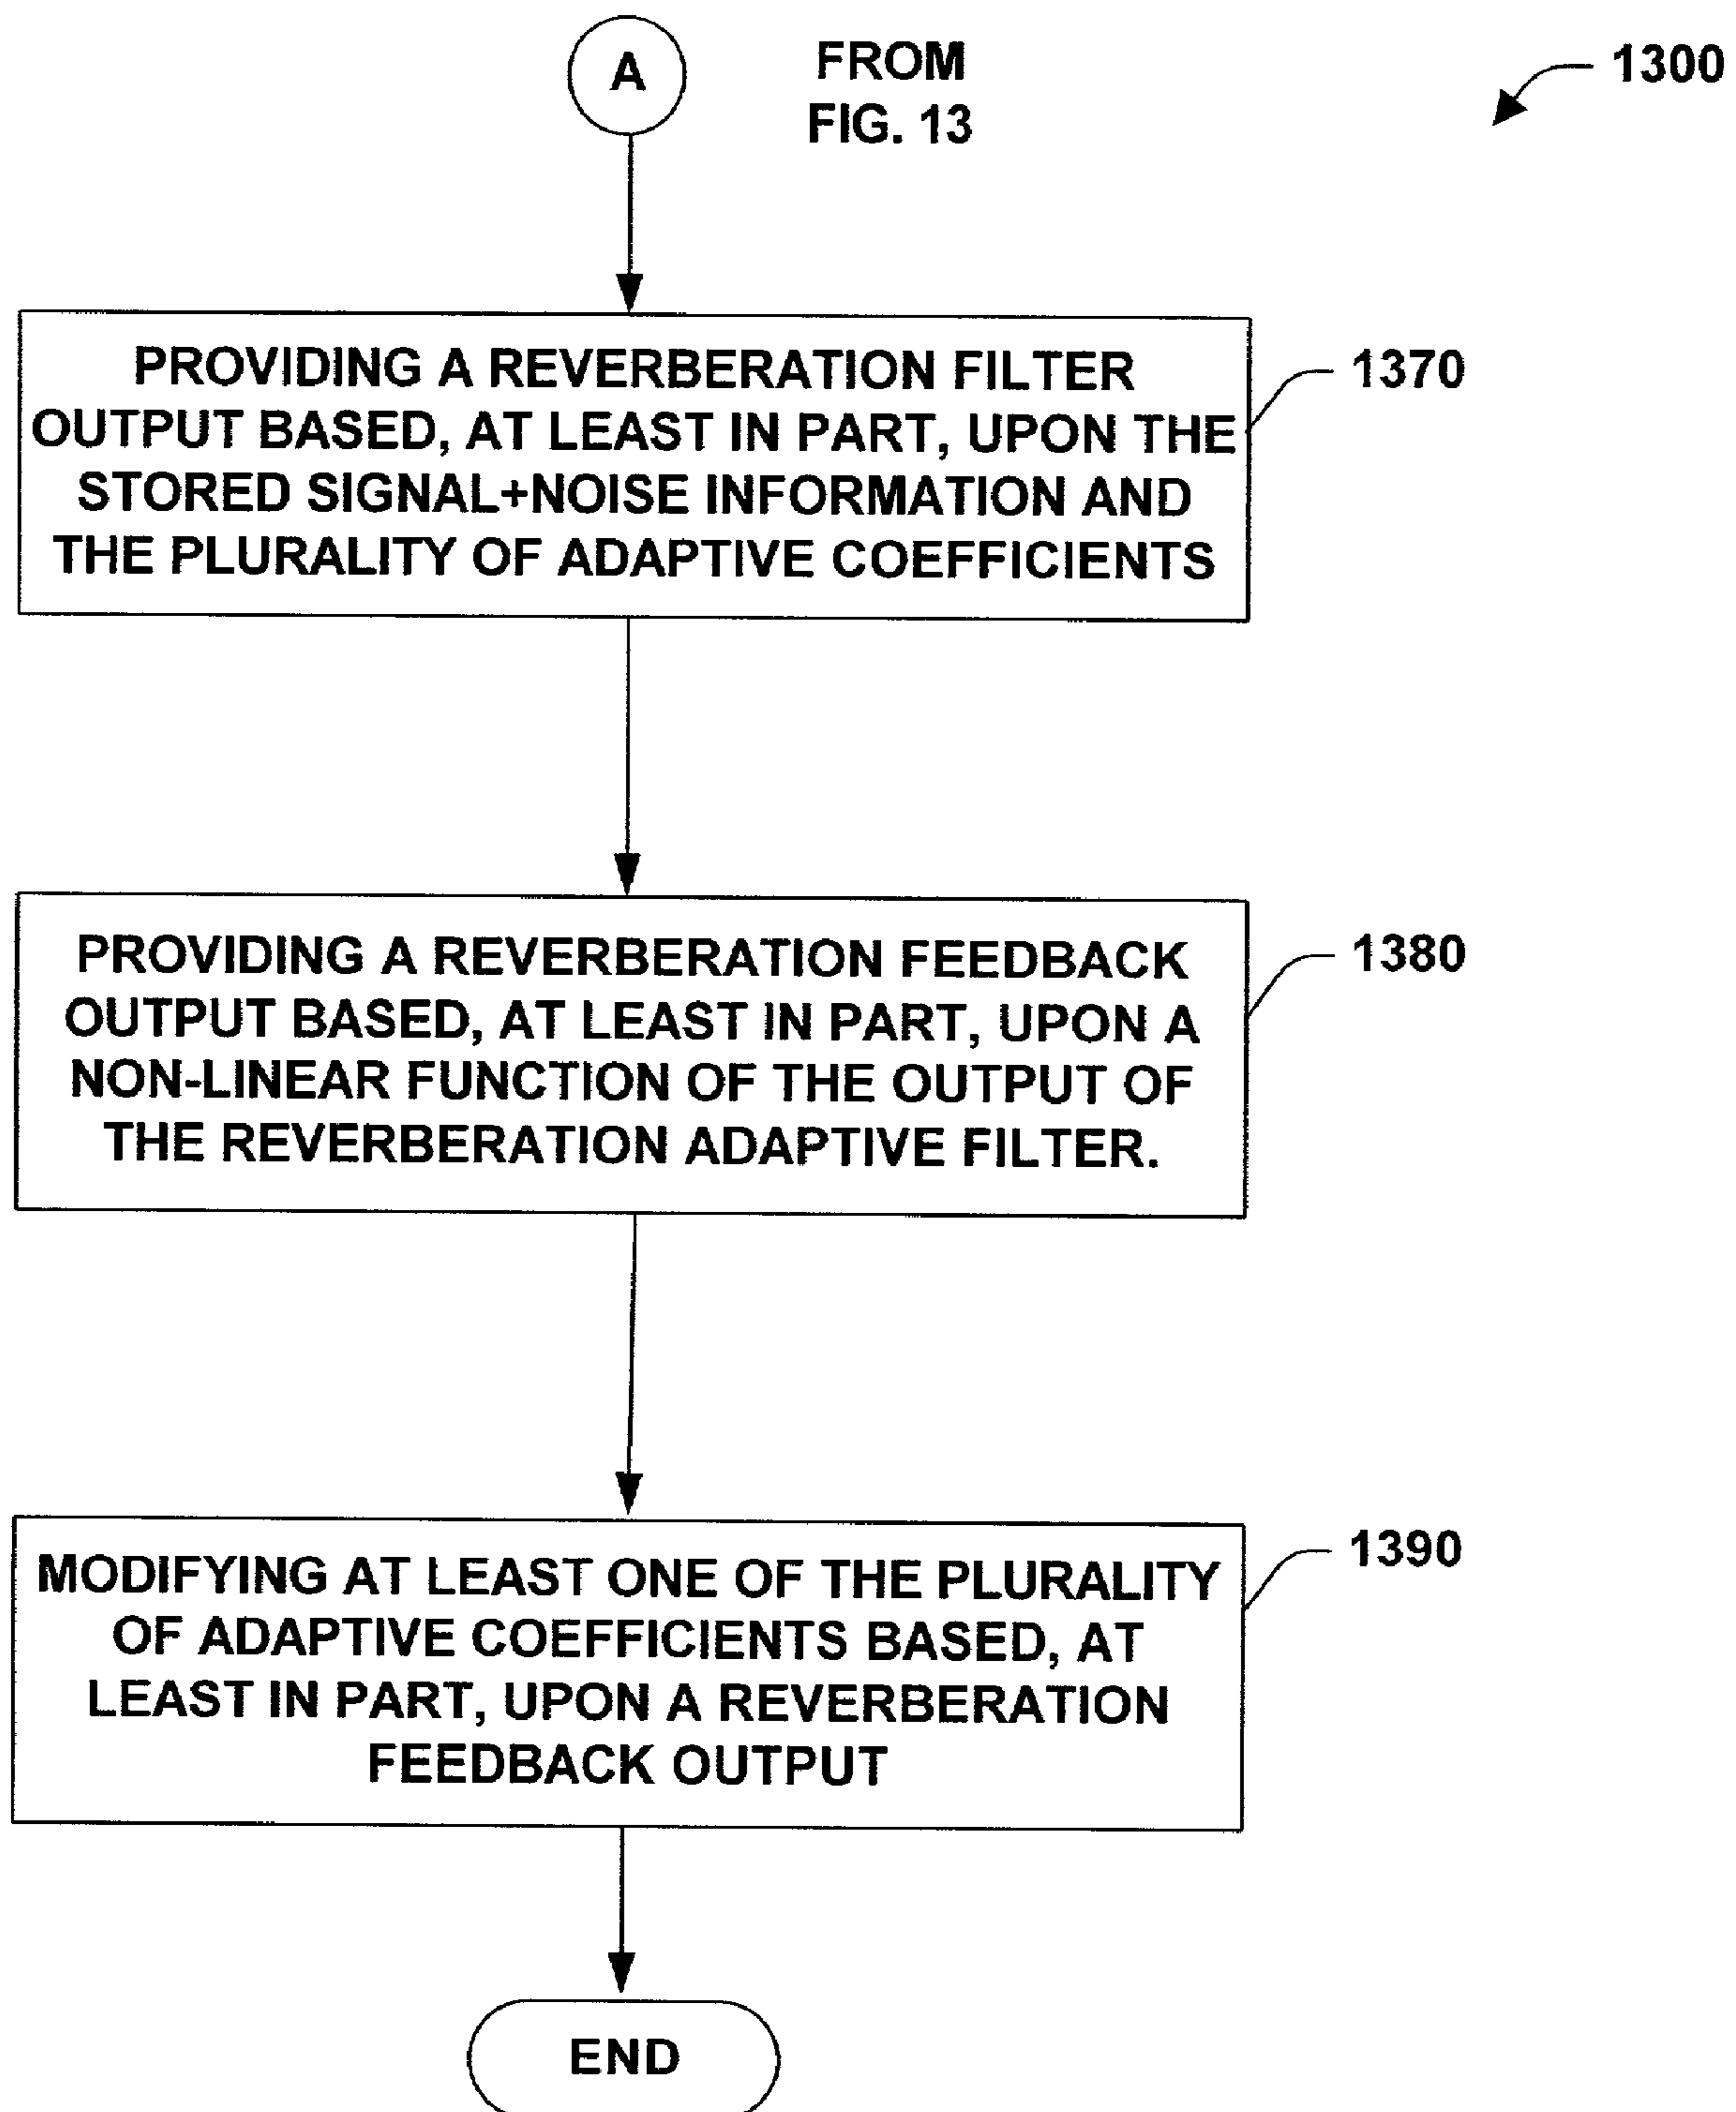 A
FROM
FIG. 13
1300
PROVIDING A REVERBERATION FILTER
OUTPUT BASED, AT LEAST IN PART, UPON THE
STORED SIGNAL+NOISE INFORMATION AND
THE PLURALITY OF ADAPTIVE COEFFICIENTS
1370
PROVIDING A REVERBERATION FEEDBACK
OUTPUT BASED, AT LEAST IN PART, UPON A
NON-LINEAR FUNCTION OF THE OUTPUT OF
THE REVERBERATION ADAPTIVE FILTER.
1380
MODIFYING AT LEAST ONE OF THE PLURALITY
OF ADAPTIVE COEFFICIENTS BASED, AT
LEAST IN PART, UPON A REVERBERATION
FEEDBACK OUTPUT
1390
END